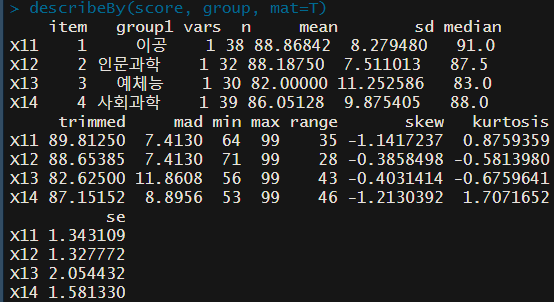 > describeBy(score, group, mat=T)
    item   group1 vars  n     mean        sd median
X11    1     이공    1 38 88.86842  8.279480   91.0
X12    2 인문과학    1 32 88.18750  7.511013   87.5
X13    3   예체능    1 30 82.00000 11.252586   83.0
X14    4 사회과학    1 39 86.05128  9.875405   88.0
     trimmed     mad min max range       skew   kurtosis
X11 89.81250  7.4130  64  99    35 -1.1417237  0.8759359
X12 88.65385  7.4130  71  99    28 -0.3858498 -0.5813980
X13 82.62500 11.8608  56  99    43 -0.4031414 -0.6759641
X14 87.15152  8.8956  53  99    46 -1.2130392  1.7071652
          se
X11 1.343109
X12 1.327772
X13 2.054432
X14 1.581330